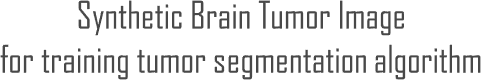 Synthetic Brain Tumor Image
for training tumor segmentation algorithm